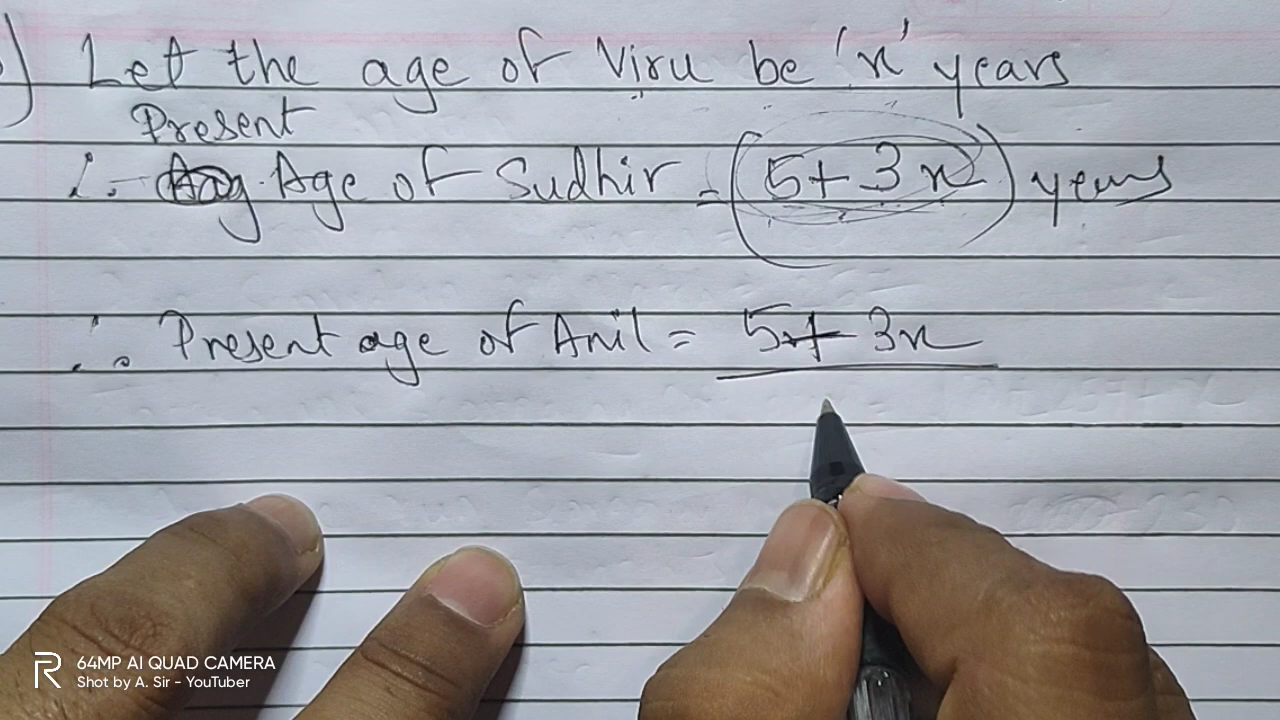 ) Let the age of Viru be 'x' years
Present
∴ Age of Sudhir = (5+3x) years
∴ Present age of Anil = 5+3x
64MP AI QUAD CAMERA
Shot by A. Sir - YouTuber